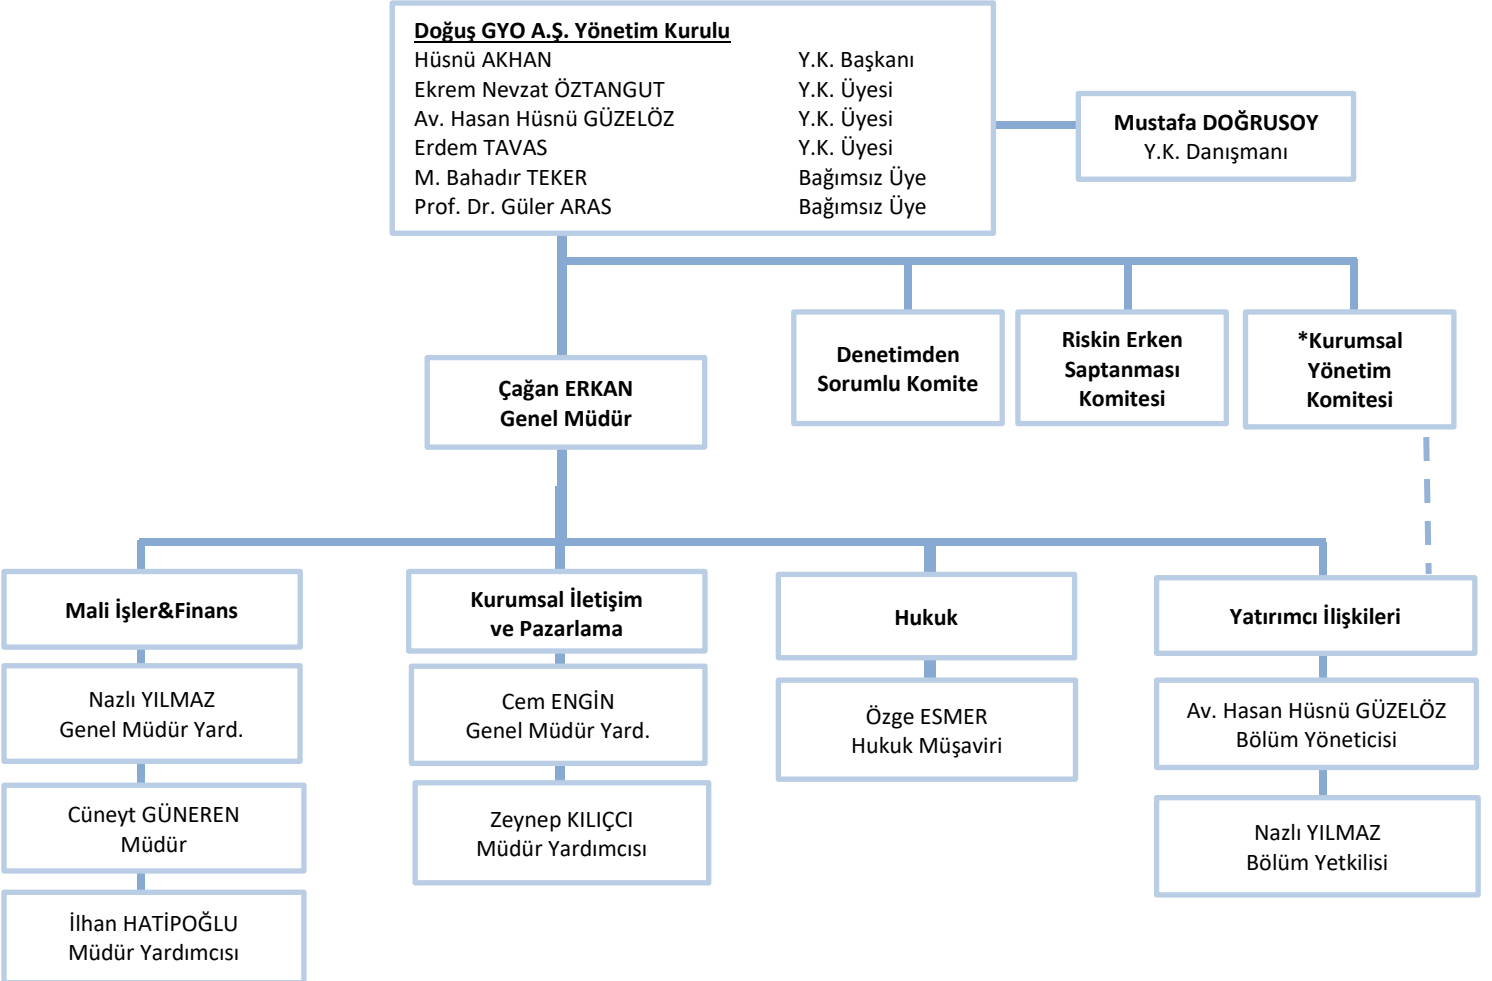 Doğuş GYO A.Ş. Yönetim Kurulu
Hüsnü AKHAN Y.K. Başkanı
Ekrem Nevzat ÖZTANGUT Y.K. Üyesi
Av. Hasan Hüsnü GÜZELÖZ Y.K. Üyesi
Erdem TAVAS Y.K. Üyesi
M. Bahadır TEKER Bağımsız Üye
Prof. Dr. Güler ARAS Bağımsız Üye
Mustafa DOĞRUSOY
Y.K. Danışmanı
Denetimden
Sorumlu Komite
Riskin Erken
Saptanması
Komitesi
*Kurumsal
Yönetim
Komitesi
Çağan ERKAN
Genel Müdür
Mali İşler&Finans
Nazlı YILMAZ
Genel Müdür Yard.
Cüneyt GÜNEREN
Müdür
İlhan HATİPOĞLU
Müdür Yardımcısı
Kurumsal İletişim
ve Pazarlama
Cem ENGİN
Genel Müdür Yard.
Zeynep KILIÇCI
Müdür Yardımcısı
Hukuk
Özge ESMER
Hukuk Müşaviri
Yatırımcı İlişkileri
Av. Hasan Hüsnü GÜZELÖZ
Bölüm Yöneticisi
Nazlı YILMAZ
Bölüm Yetkilisi